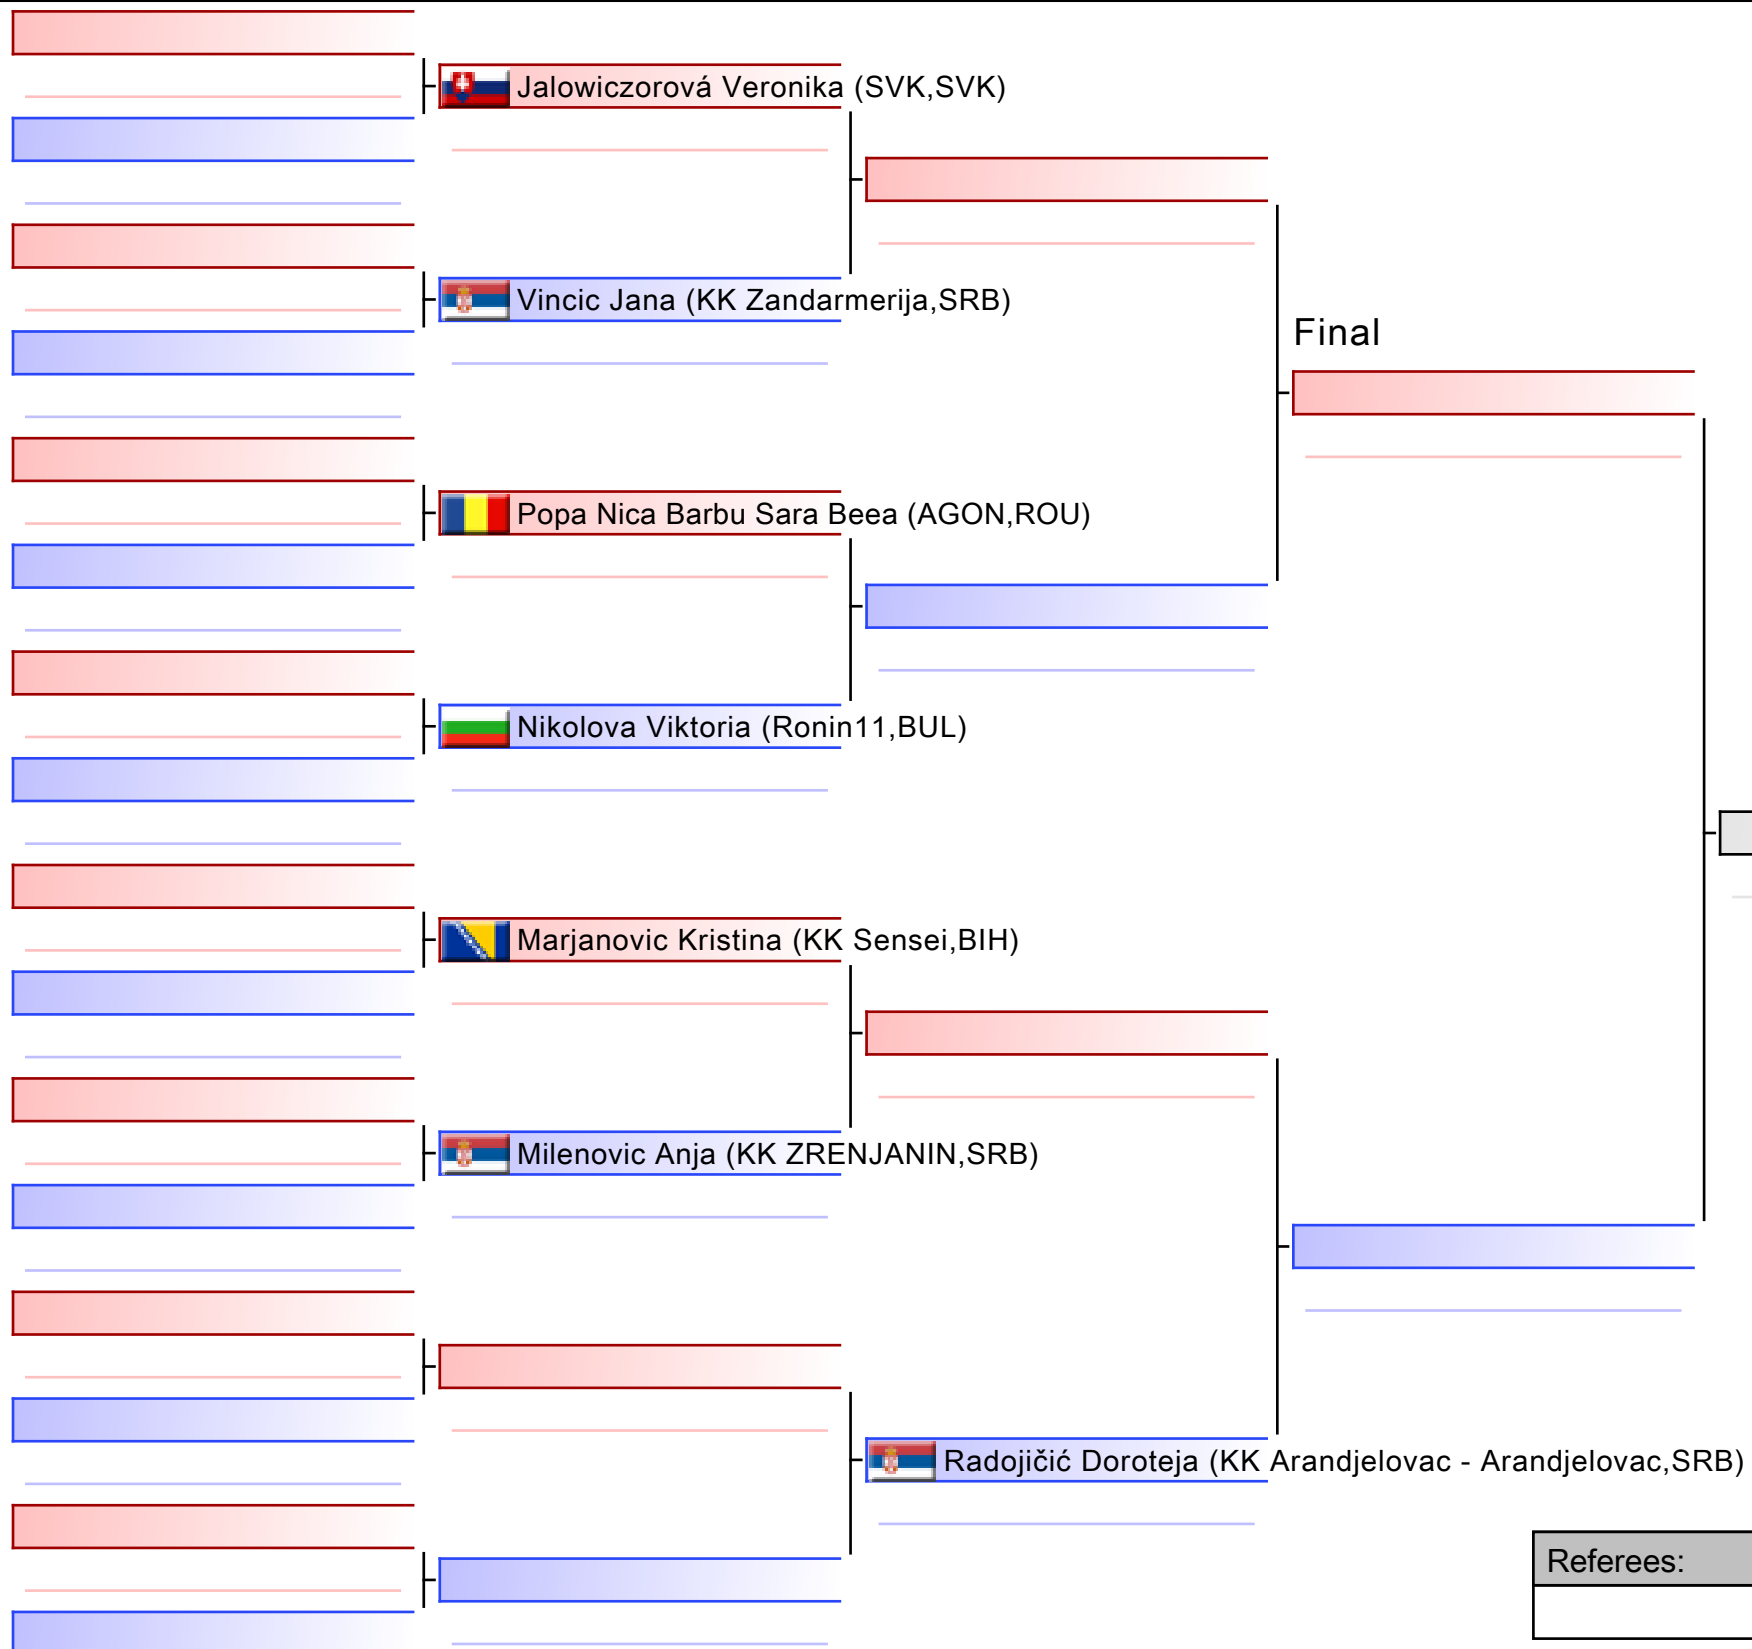 Jalowiczorová Veronika (SVK,SVK)
Vincic Jana (KK Zandarmerija,SRB)
Final
Popa Nica Barbu Sara Beea (AGON,ROU)
Nikolova Viktoria (Ronin11,BUL)
Marjanovic Kristina (KK Sensei,BIH)
Milenovic Anja (KK ZRENJANIN,SRB)
Radojičić Doroteja (KK Arandjelovac - Arandjelovac,SRB)
Referees: